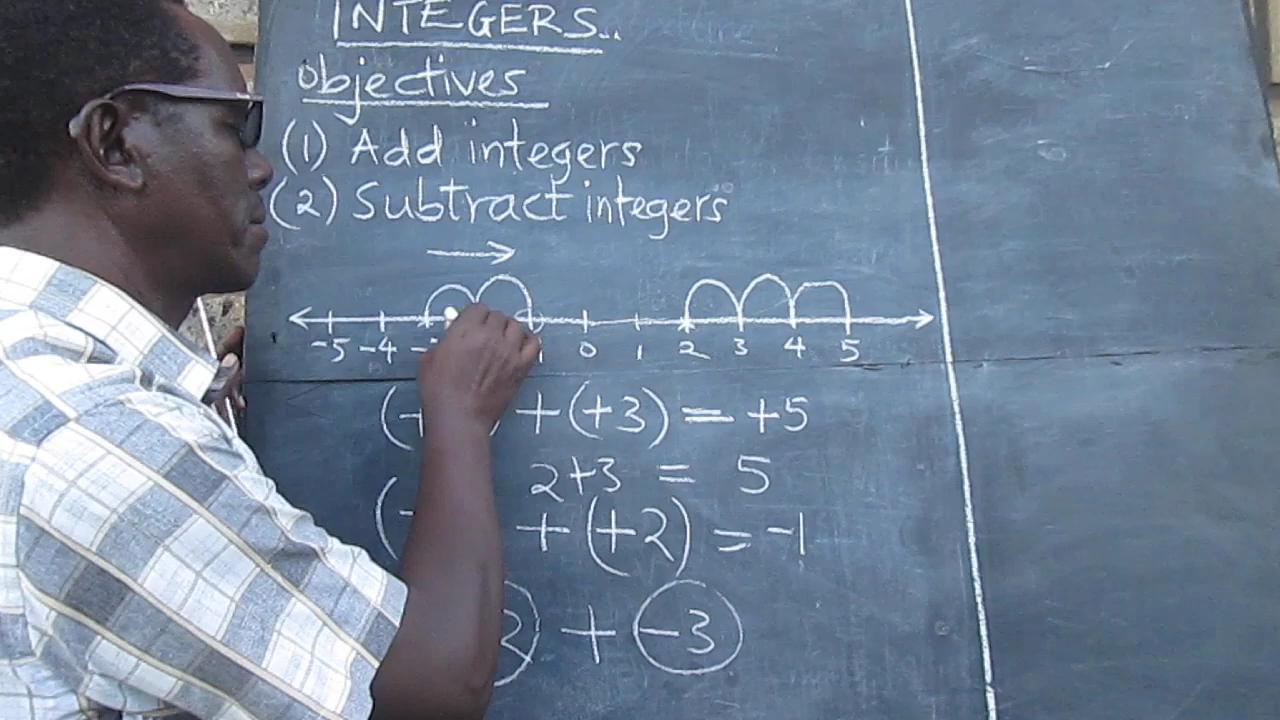 INTEGERS..
Objectives
(1) Add integers
(2) Subtract integers
-5 -4 - 1 0 1 2 3 4 5
(+ ) + (+3) = +5
2+3 = 5
(- + (+2) = -1
+ -3